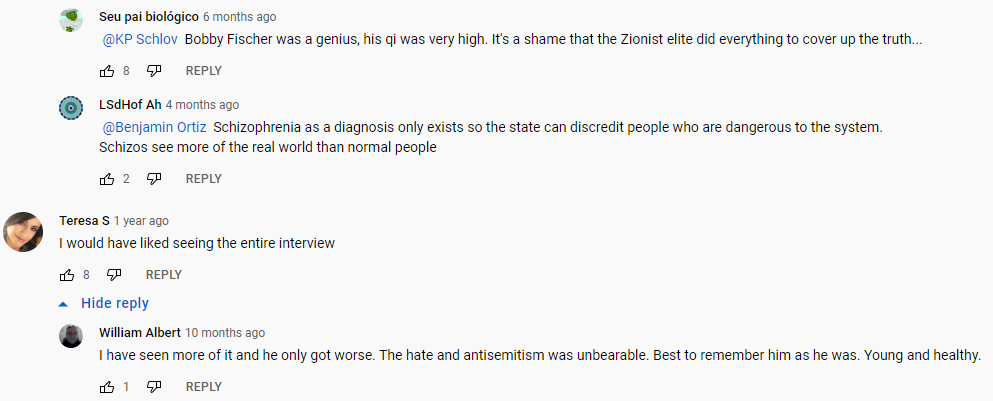 Seu pai biológico 6 months ago
@KP Schlov Bobby Fischer was a genius, his qi was very high. It's a shame that the Zionist elite did everything to cover up the truth...
8 REPLY
LSdHof Ah 4 months ago
@Benjamin Ortiz Schizophrenia as a diagnosis only exists so the state can discredit people who are dangerous to the system.
Schizos see more of the real world than normal people
2 REPLY
Teresa S 1 year ago
I would have liked seeing the entire interview
8 REPLY
Hide reply
William Albert 10 months ago
I have seen more of it and he only got worse. The hate and antisemitism was unbearable. Best to remember him as he was. Young and healthy.
1 REPLY